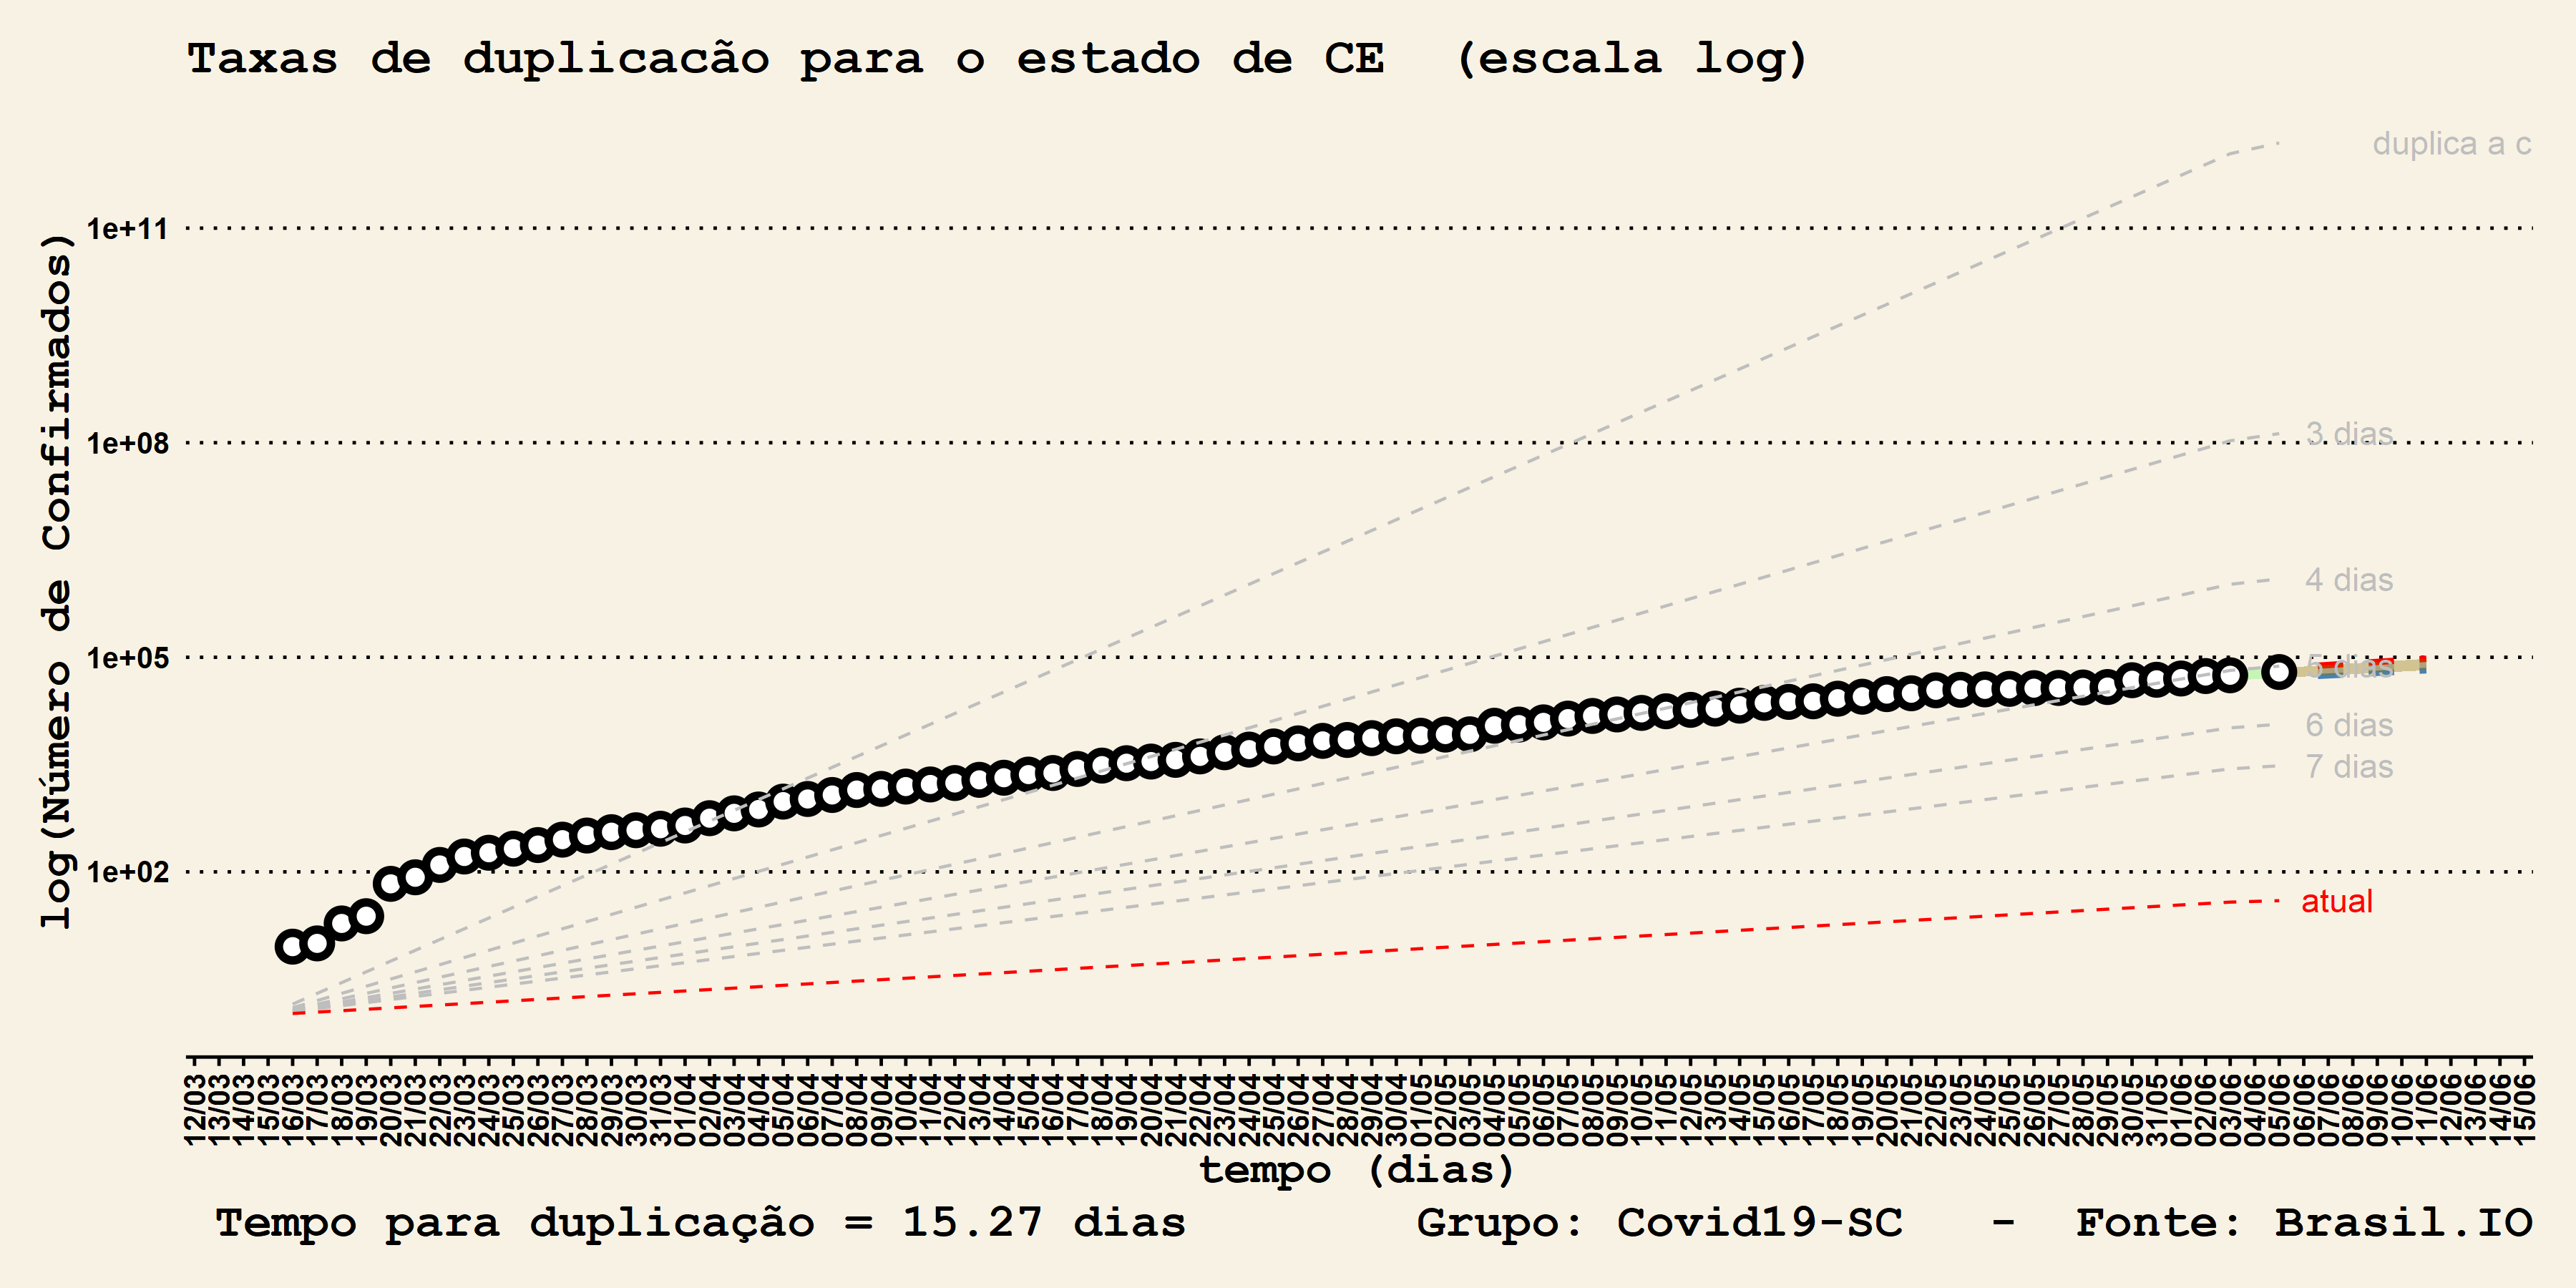 Taxas de duplicacão para o estado de CE  (escala log)
duplica a c
1e+11
3 dias
1e+08
4 dias
1e+05
5 dias
6 dias
7 dias
1e+02
atual
log(Número de Confirmados)
12/03 13/03 14/03 15/03 16/03 17/03 18/03 19/03 20/03 21/03 22/03 23/03 24/03 25/03 26/03 27/03 28/03 29/03 30/03 31/03 01/04 02/04 03/04 04/04 05/04 06/04 07/04 08/04 09/04 10/04 11/04 12/04 13/04 14/04 15/04 16/04 17/04 18/04 19/04 20/04 21/04 22/04 23/04 24/04 25/04 26/04 27/04 28/04 29/04 30/04 01/05 02/05 03/05 04/05 05/05 06/05 07/05 08/05 09/05 10/05 11/05 12/05 13/05 14/05 15/05 16/05 17/05 18/05 19/05 20/05 21/05 22/05 23/05 24/05 25/05 26/05 27/05 28/05 29/05 30/05 31/05 01/06 02/06 03/06 04/06 05/06 06/06 07/06 08/06 09/06 10/06 11/06 12/06 13/06 14/06 15/06
tempo (dias)
Tempo para duplicação = 15.27 dias
Grupo: Covid19-SC   -  Fonte: Brasil.IO